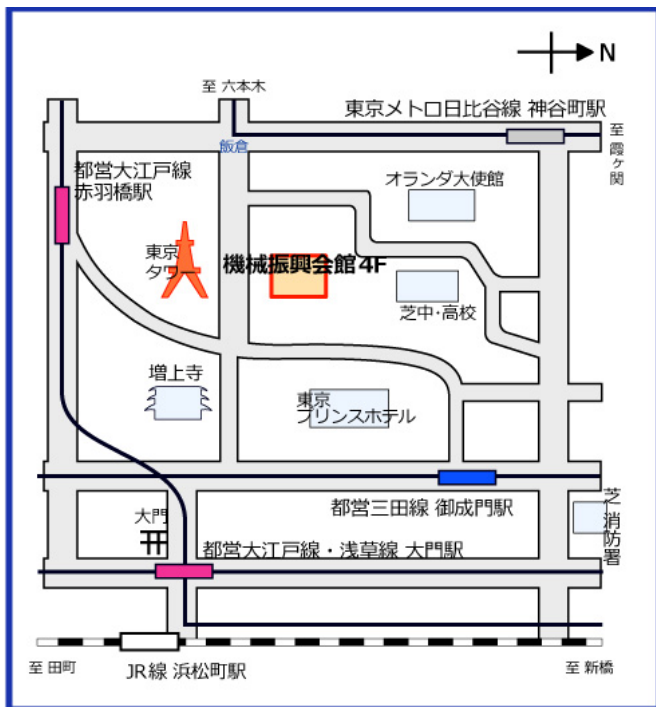 N
至 六本木
東京メトロ日比谷線 神谷町駅
至 霞ヶ関
飯倉
都営大江戸線
赤羽橋駅
オランダ大使館
東京
タワー
機械振興会館4F
芝中・高校
増上寺
東京
プリンスホテル
都営三田線 御成門駅
芝 消防署
大門
都営大江戸線・浅草線 大門駅
至 田町
JR線 浜松町駅
至 新橋